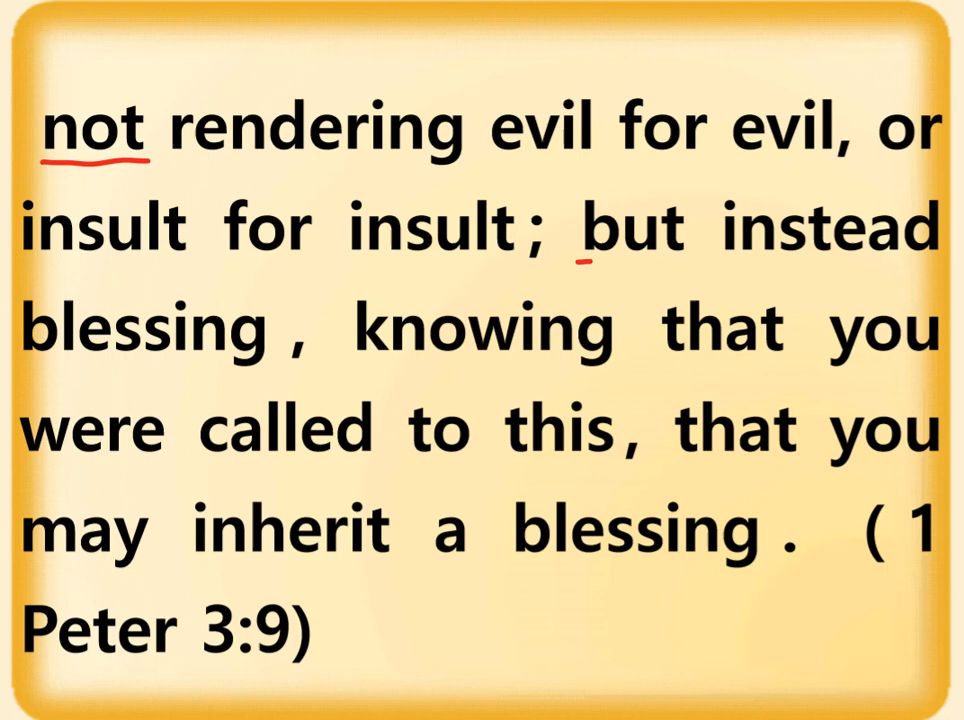 not rendering evil for evil, or
insult for insult; but instead
blessing , knowing that you
were called to this, that you
may inherit a blessing . ( 1
Peter 3:9)